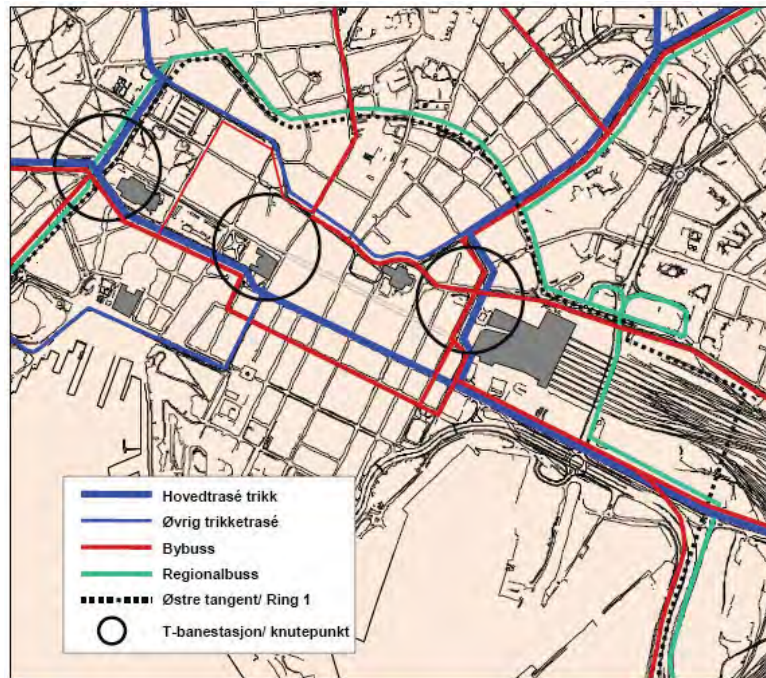 Hovedtrasé trikk
Øvrig trikketrasé
Bybuss
Regionalbuss
Østre tangent/ Ring 1
T-banestasjon/ knutepunkt